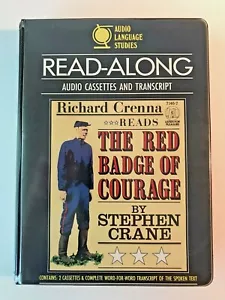 AUDIO
LANGUAGE
STUDIES
READ-ALONG
AUDIO CASSETTES AND TRANSCRIPT
Richard Crenna
READS
THE RED
BADGE OF
COURAGE
BY
STEPHEN
CRANE
CONTAINS: 2 CASSETTES & COMPLETE WORD-FOR-WORD TRANSCRIPT OF THE SPOKEN TEXT